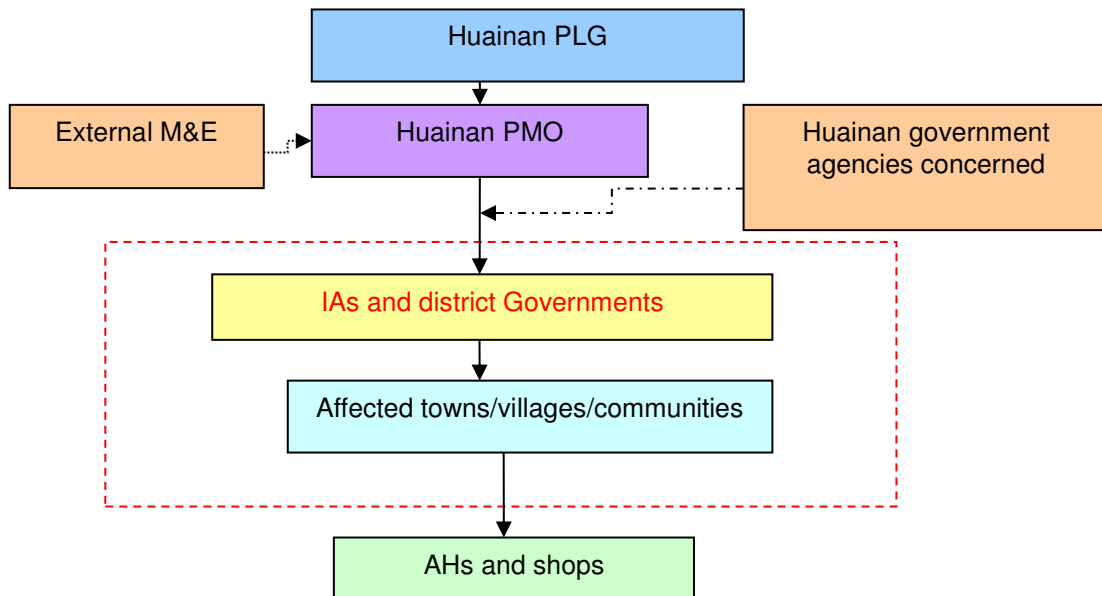 Huainan PLG
External M&E
Huainan PMO
Huainan government
agencies concerned
IAs and district Governments
Affected towns/villages/communities
AHs and shops